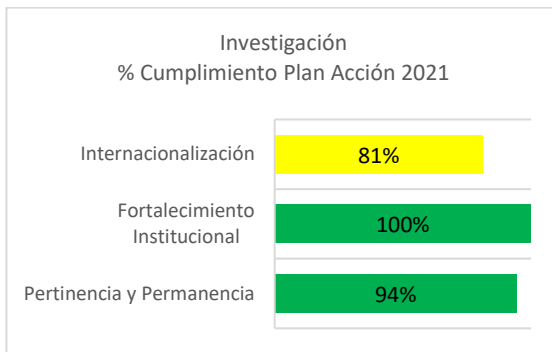 Investigación
% Cumplimiento Plan Acción 2021
Internacionalización
81%
Fortalecimiento
Institucional
100%
Pertinencia y Permanencia
94%